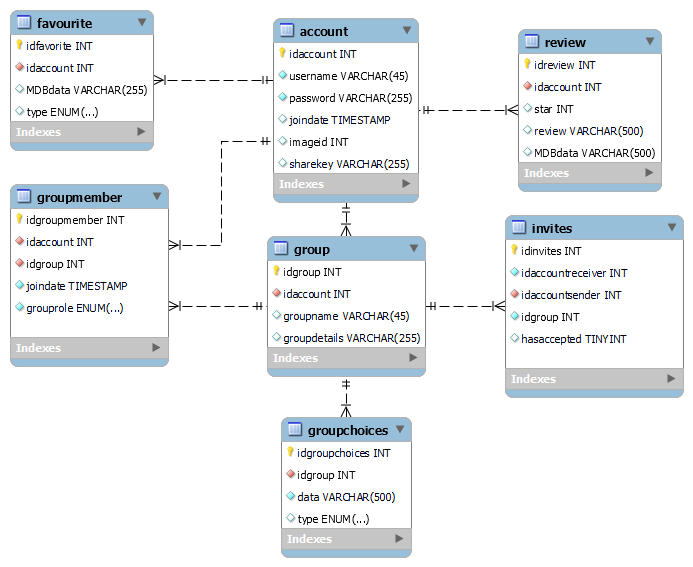 favourite
idfavorite INT
idaccount INT
MDBdata VARCHAR(255)
type ENUM(...)
Indexes
account
idaccount INT
username VARCHAR(45)
password VARCHAR(255)
joindate TIMESTAMP
imageid INT
sharekey VARCHAR(255)
Indexes
review
idreview INT
idaccount INT
star INT
review VARCHAR(500)
MDBdata VARCHAR(500)
Indexes
groupmember
idgroupmember INT
idaccount INT
idgroup INT
joindate TIMESTAMP
grouprole ENUM(...)
Indexes
group
idgroup INT
idaccount INT
groupname VARCHAR(45)
groupdetails VARCHAR(255)
Indexes
invites
idinvites INT
idaccountreceiver INT
idaccountsender INT
idgroup INT
hasaccepted TINYINT
Indexes
groupchoices
idgroupchoices INT
idgroup INT
data VARCHAR(500)
type ENUM(...)
Indexes